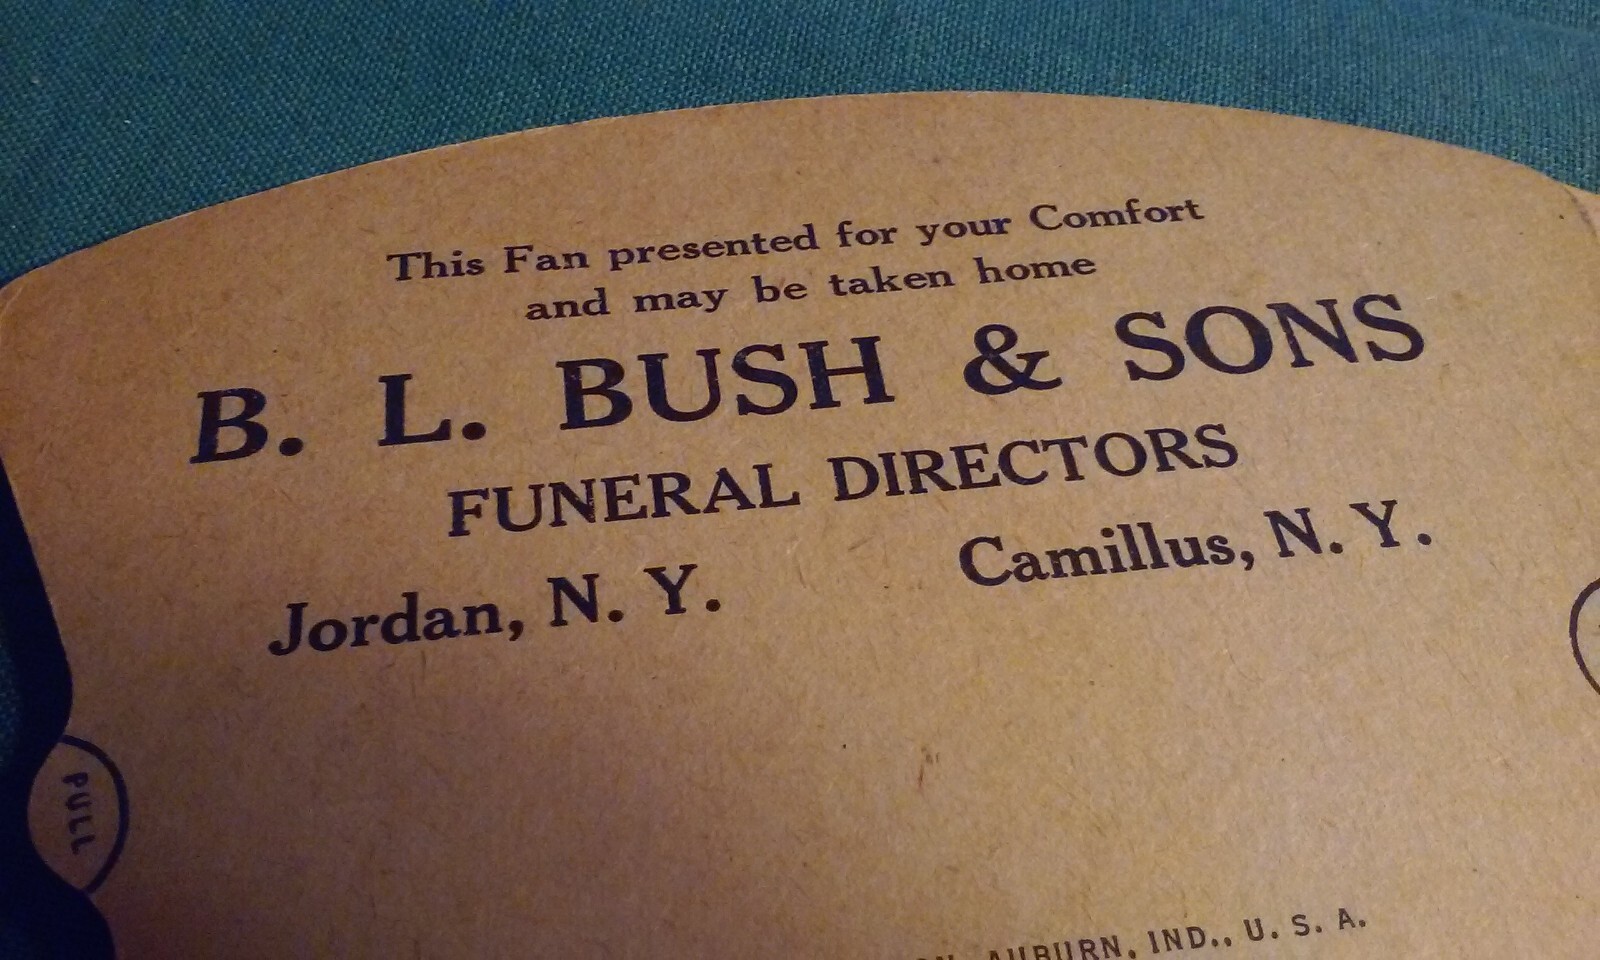 This Fan presented for your Comfort
and may be taken home
B. L. BUSH & SONS
FUNERAL DIRECTORS
Jordan, N. Y. Camillus, N. Y.
PULL
AUBURN, IND., U. S. A.